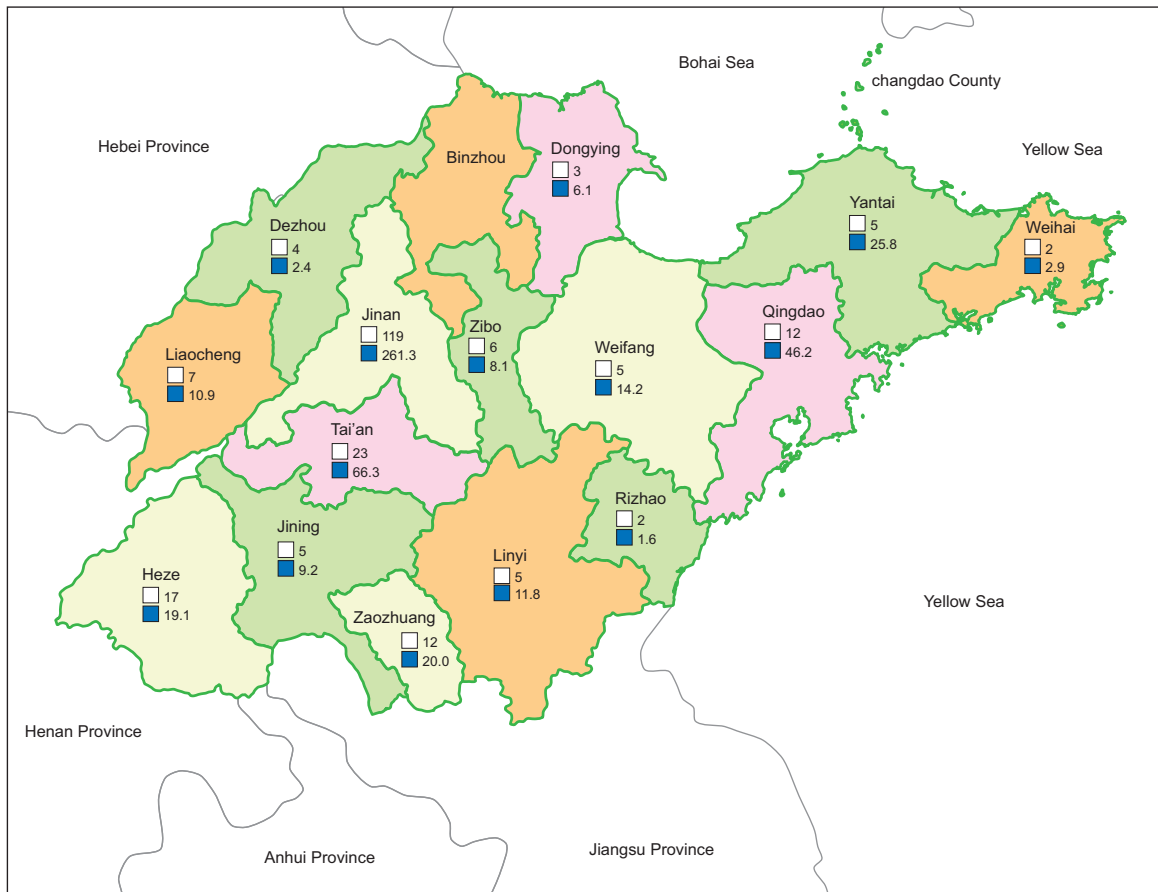 Bohai Sea
changdao County
Hebei Province
Yellow Sea
Binzhou
Dongying
3
6.1
Yantai
5
25.8
Dezhou
4
2.4
Weihai
2
2.9
Jinan
119
261.3
Zibo
6
8.1
Qingdao
12
46.2
Liaocheng
7
10.9
Weifang
5
14.2
Tai’an
23
66.3
Rizhao
2
1.6
Jining
5
9.2
Linyi
5
11.8
Heze
17
19.1
Yellow Sea
Zaozhuang
12
20.0
Henan Province
Anhui Province
Jiangsu Province